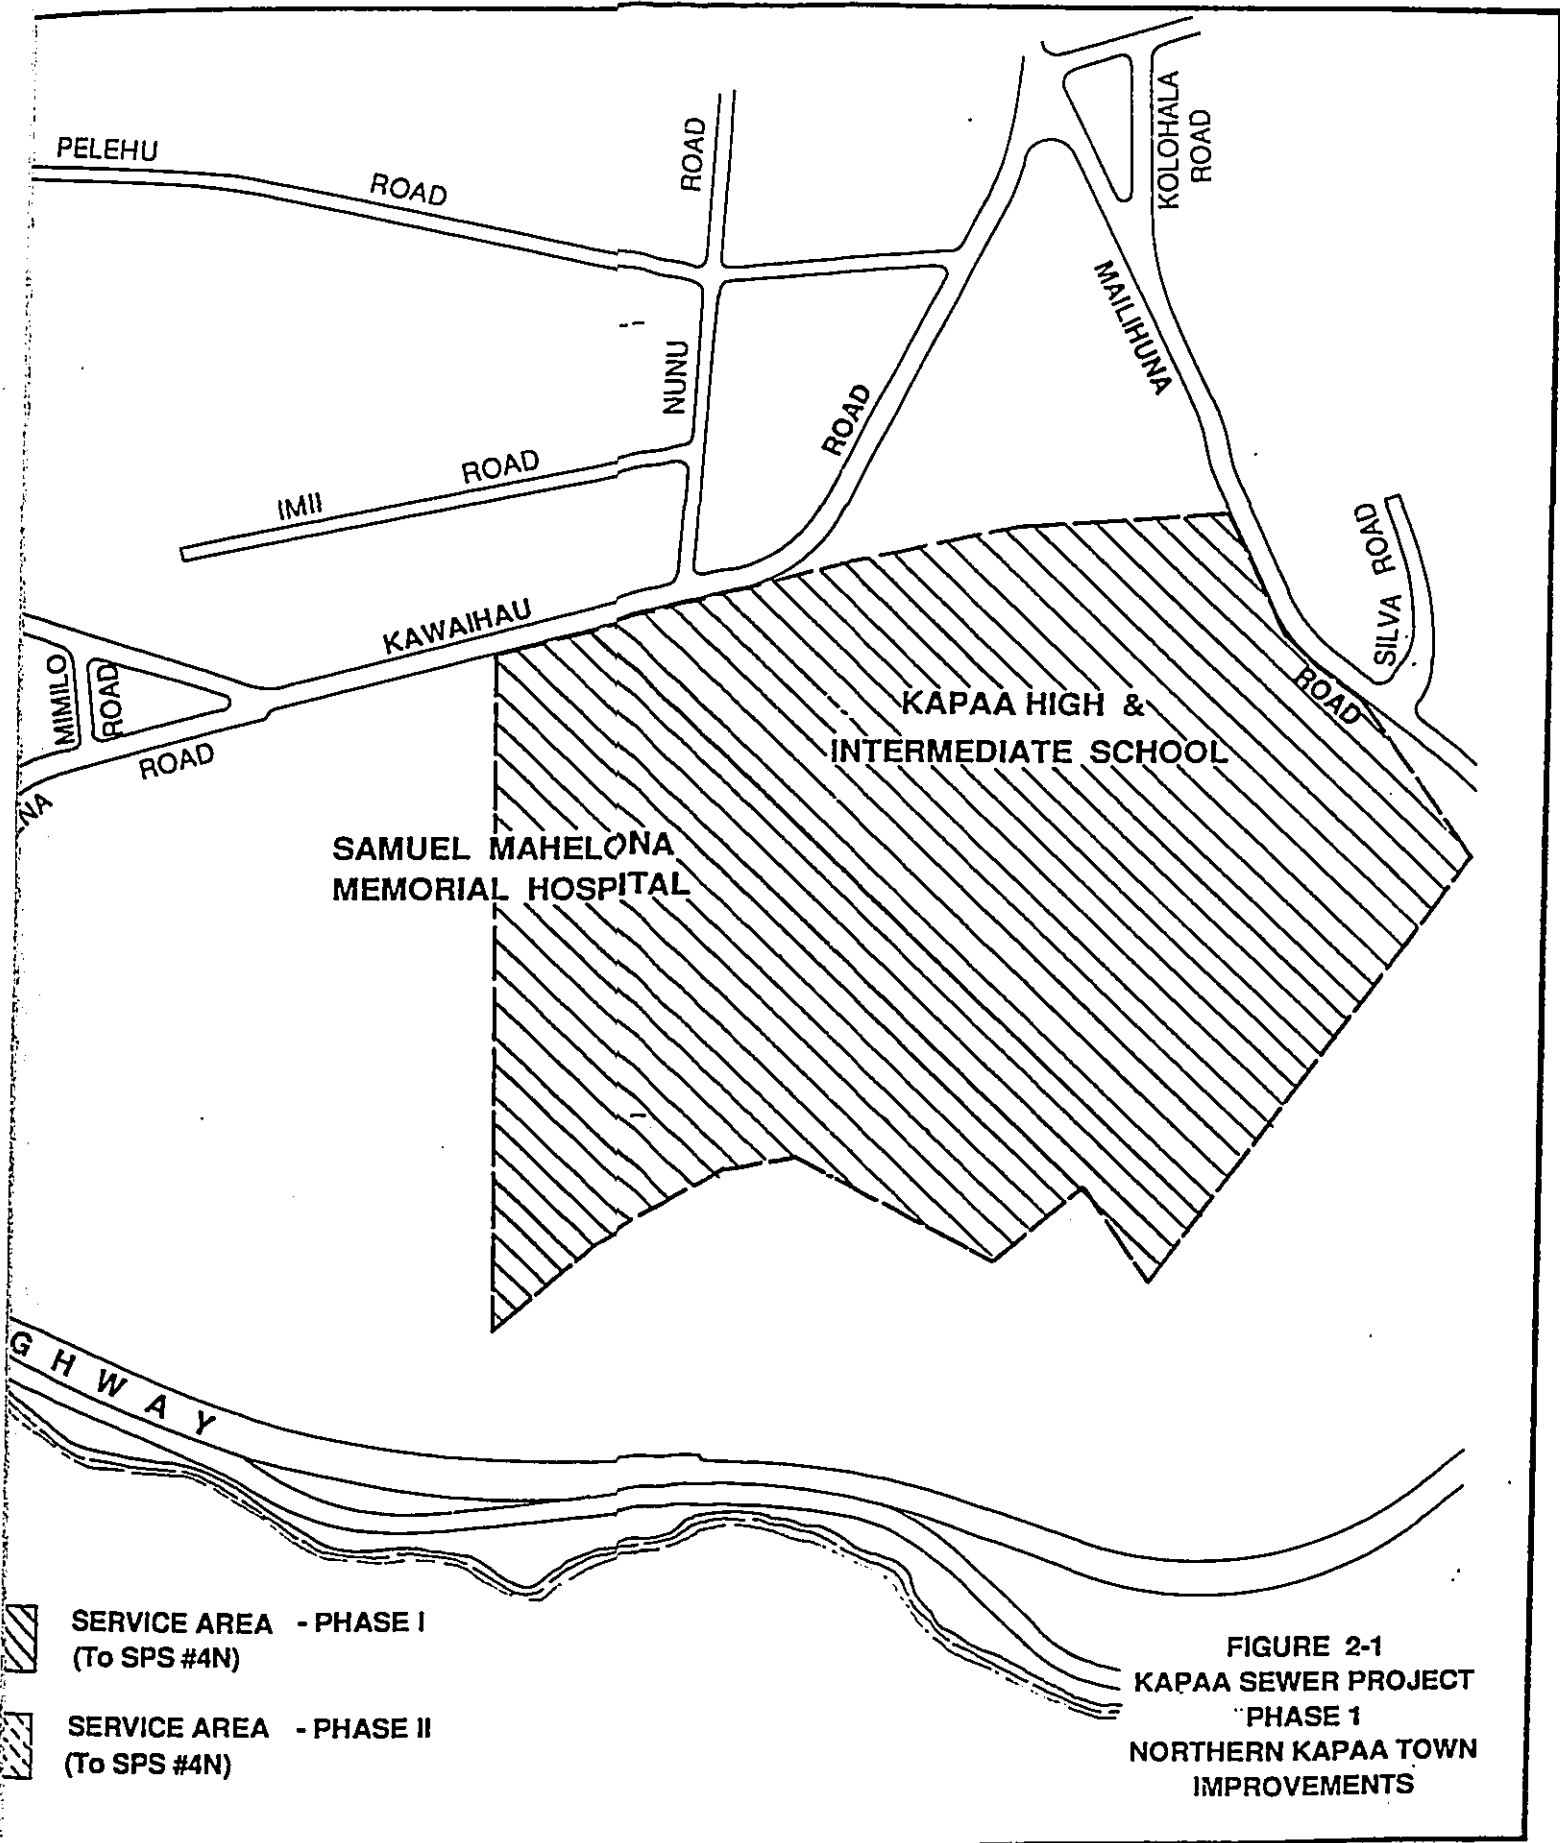 PELEHU
ROAD
ROAD
KOLOHALA
ROAD
MAILIHUNA
NUNU
ROAD
ROAD
IMII
SILVA ROAD
KAWAIHAU
MIMILO
ROAD
ROAD
ROAD
KAPAA HIGH &
INTERMEDIATE SCHOOL
NA
SAMUEL MAHELONA
MEMORIAL HOSPITAL
GHWAY
SERVICE AREA - PHASE I
(To SPS #4N)
SERVICE AREA - PHASE II
(To SPS #4N)
FIGURE 2-1
KAPAA SEWER PROJECT
PHASE 1
NORTHERN KAPAA TOWN
IMPROVEMENTS